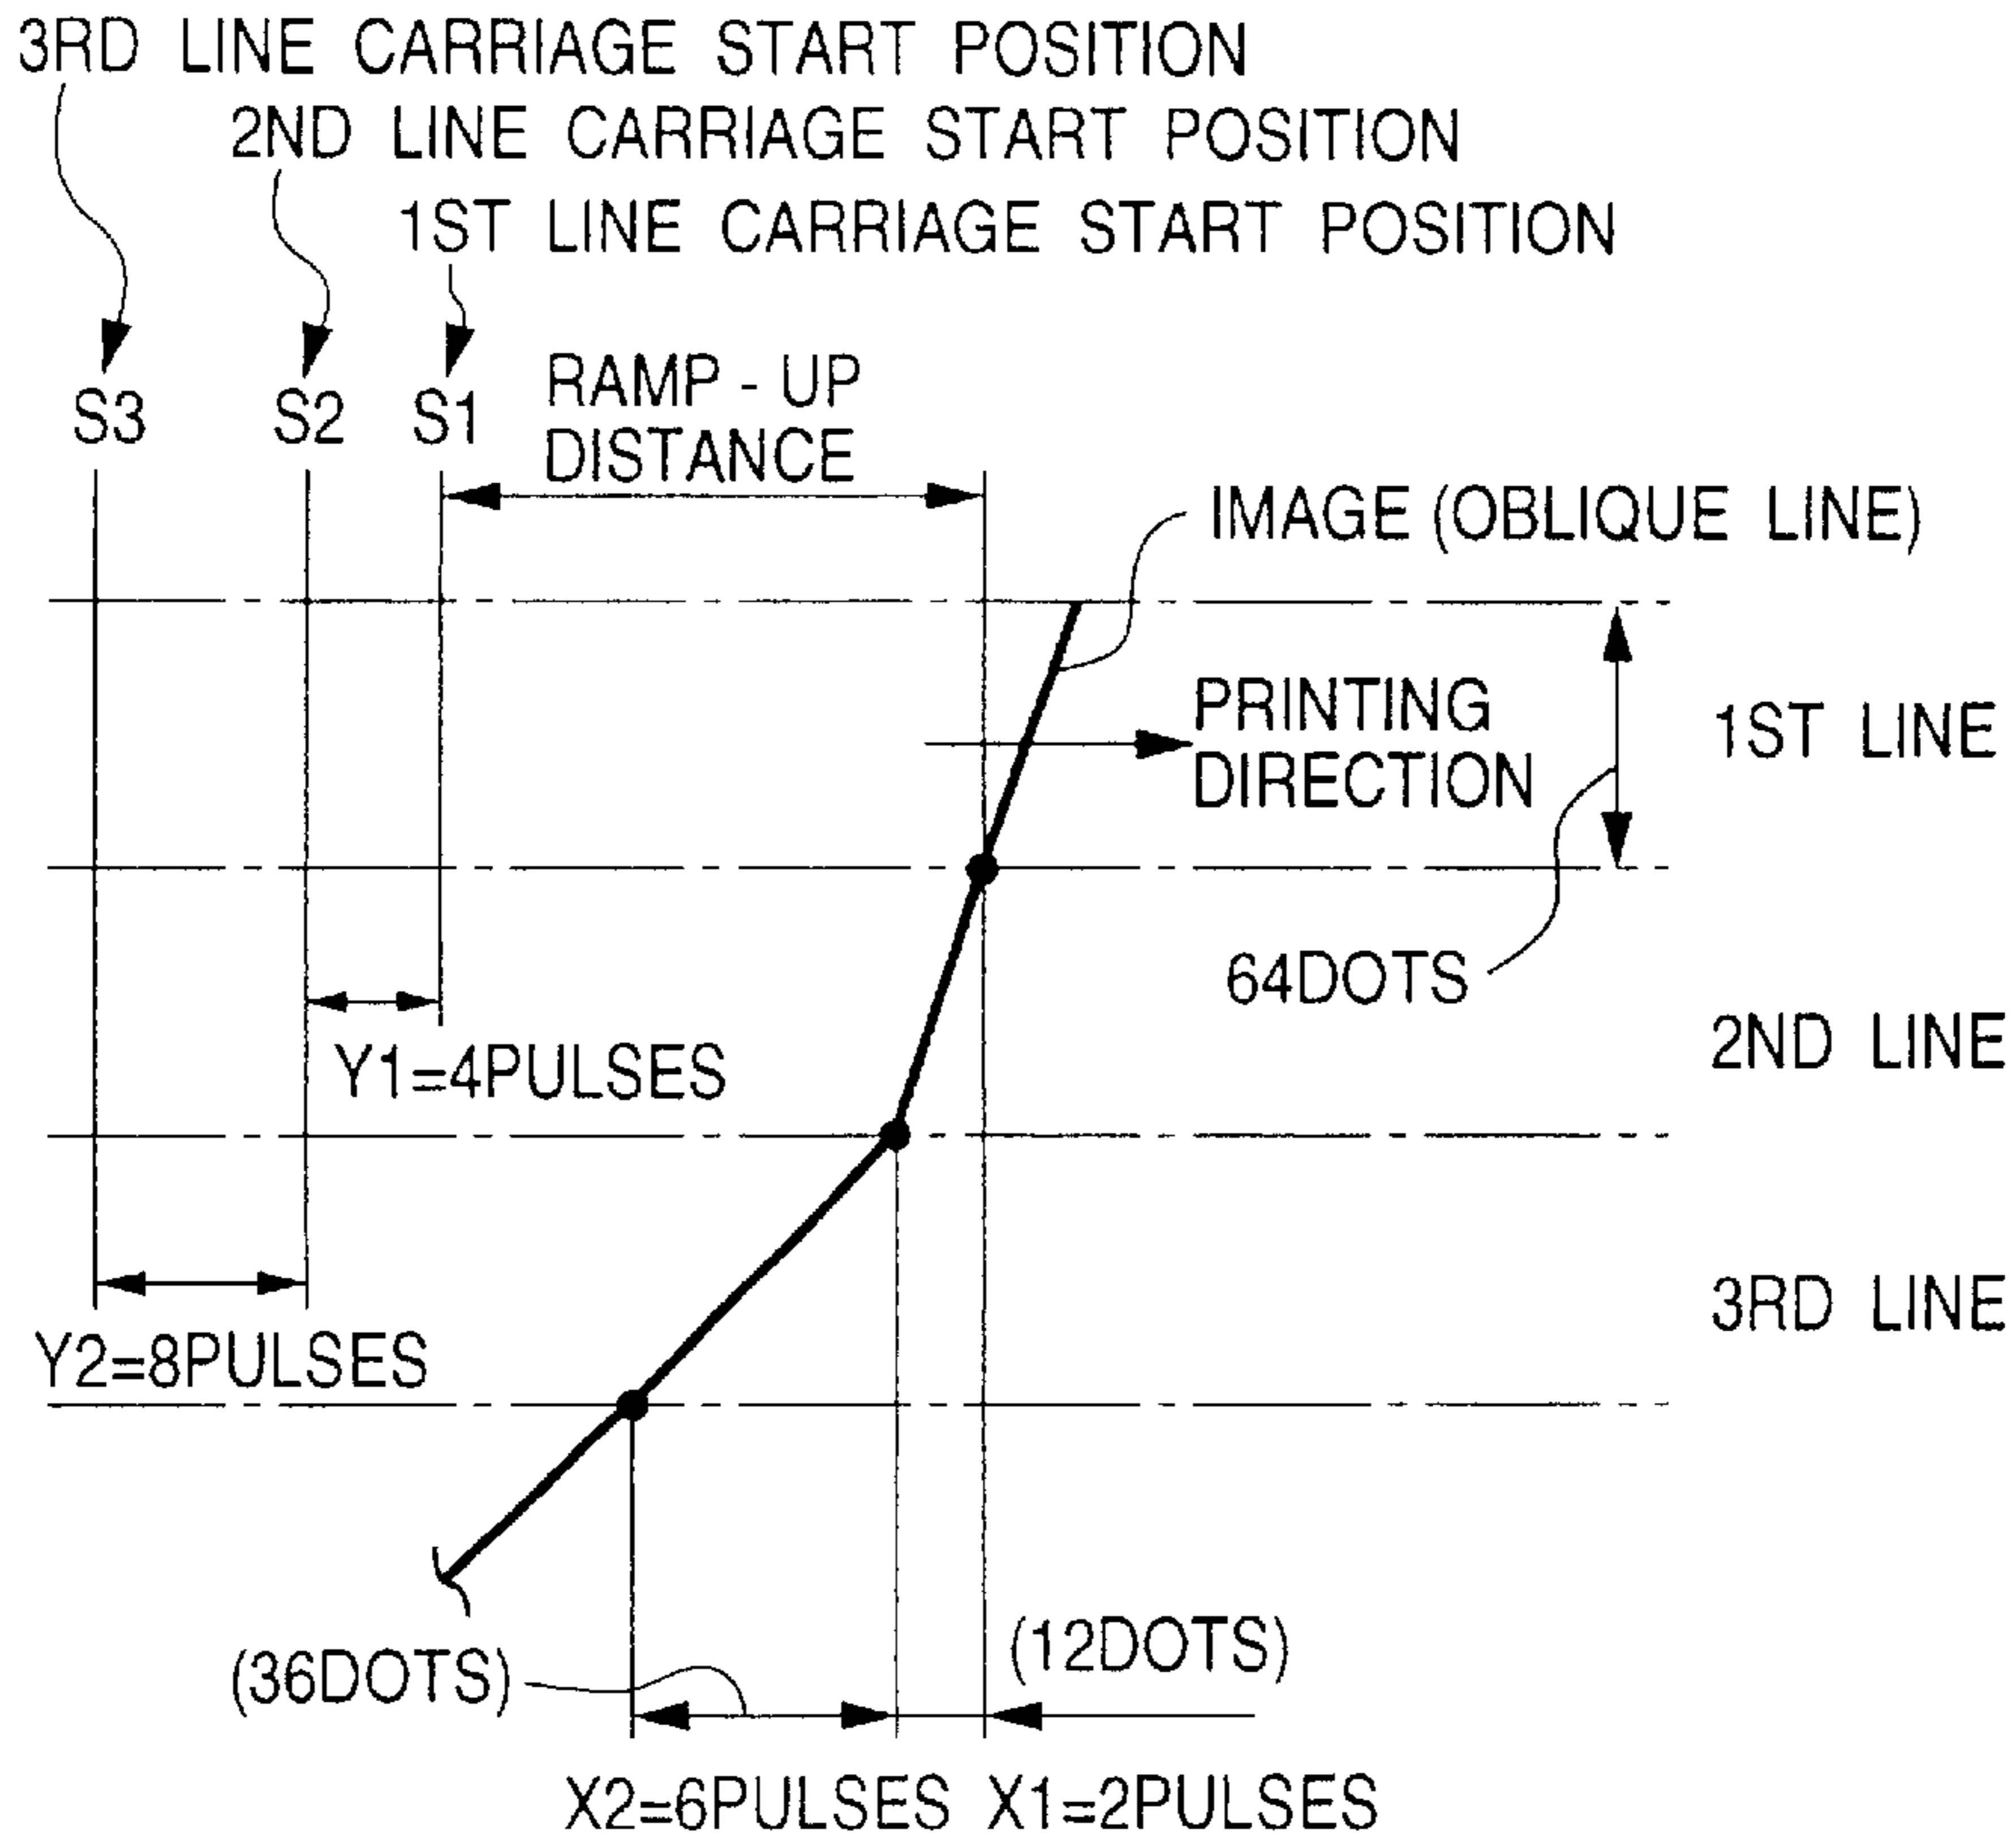 3RD LINE CARRIAGE START POSITION
2ND LINE CARRIAGE START POSITION
1ST LINE CARRIAGE START POSITION
S3
S2
S1
RAMP - UP
DISTANCE
IMAGE (OBLIQUE LINE)
PRINTING
DIRECTION
1ST LINE
64DOTS
2ND LINE
Y1=4PULSES
3RD LINE
Y2=8PULSES
(36DOTS)
(12DOTS)
X2=6PULSES X1=2PULSES